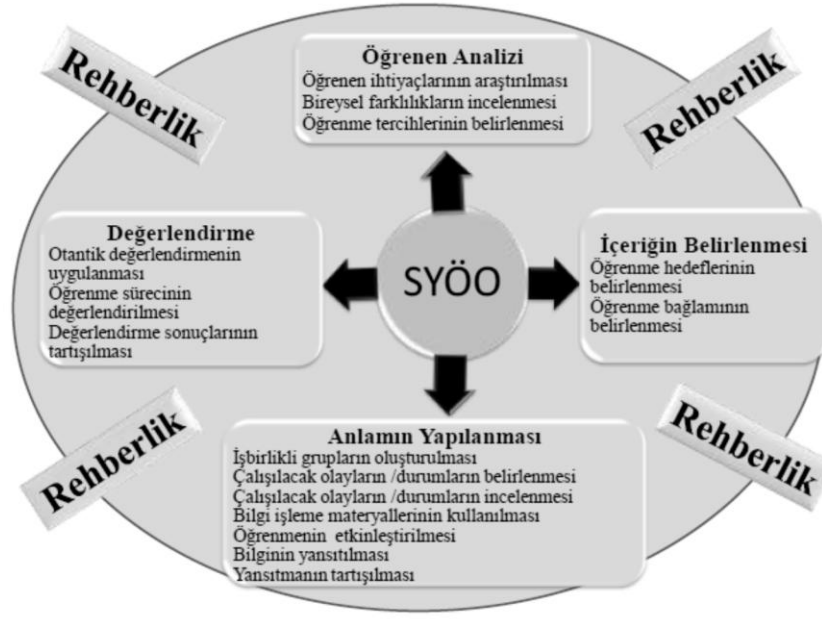 Rehberlik
Öğrenen Analizi
Öğrenen ihtiyaçlarının araştırılması
Bireysel farklılıkların incelenmesi
Öğrenme tercihlerinin belirlenmesi
Rehberlik
Değerlendirme
Otantik değerlendirmenin
uygulanması
Öğrenme sürecinin
değerlendirilmesi
Değerlendirme sonuçlarının
tartışılması
SYÖO
İçeriğin Belirlenmesi
Öğrenme hedeflerinin
belirlenmesi
Öğrenme bağlamının
belirlenmesi
Rehberlik
Anlamın Yapılanması
İşbirlikli grupların oluşturulması
Çalışılacak olayların /durumların belirlenmesi
Çalışılacak olayların /durumların incelenmesi
Bilgi işleme materyallerinin kullanılması
Öğrenmenin etkinleştirilmesi
Bilginin yansıtılması
Yansıtmanın tartışılması
Rehberlik